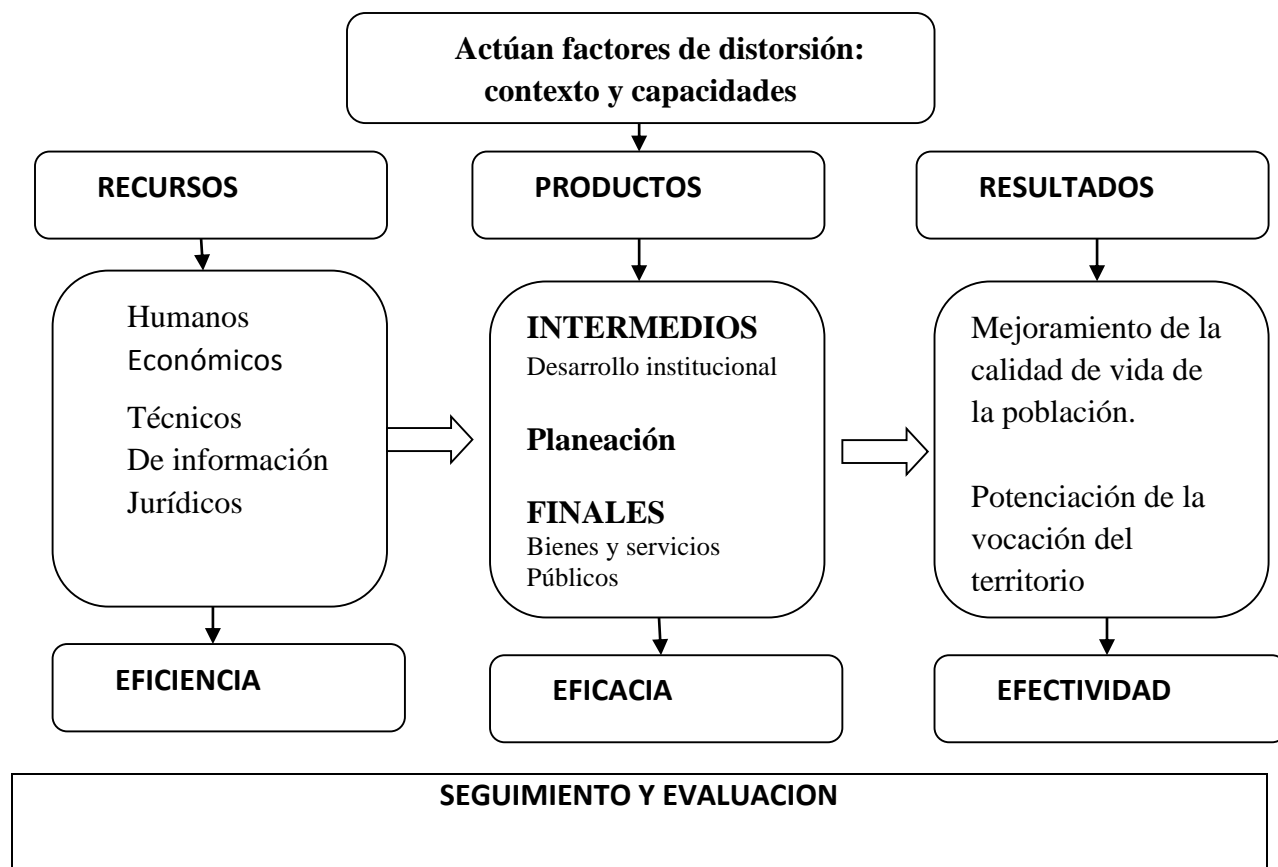 Actúan factores de distorsión:
contexto y capacidades
RECURSOS
PRODUCTOS
RESULTADOS
Humanos
Económicos
Técnicos
De información
Jurídicos
INTERMEDIOS
Desarrollo institucional
Planeación
FINALES
Bienes y servicios
Públicos
Mejoramiento de la
calidad de vida de
la población.
Potenciación de la
vocación del
territorio
EFICIENCIA
EFICACIA
EFECTIVIDAD
SEGUIMIENTO Y EVALUACION